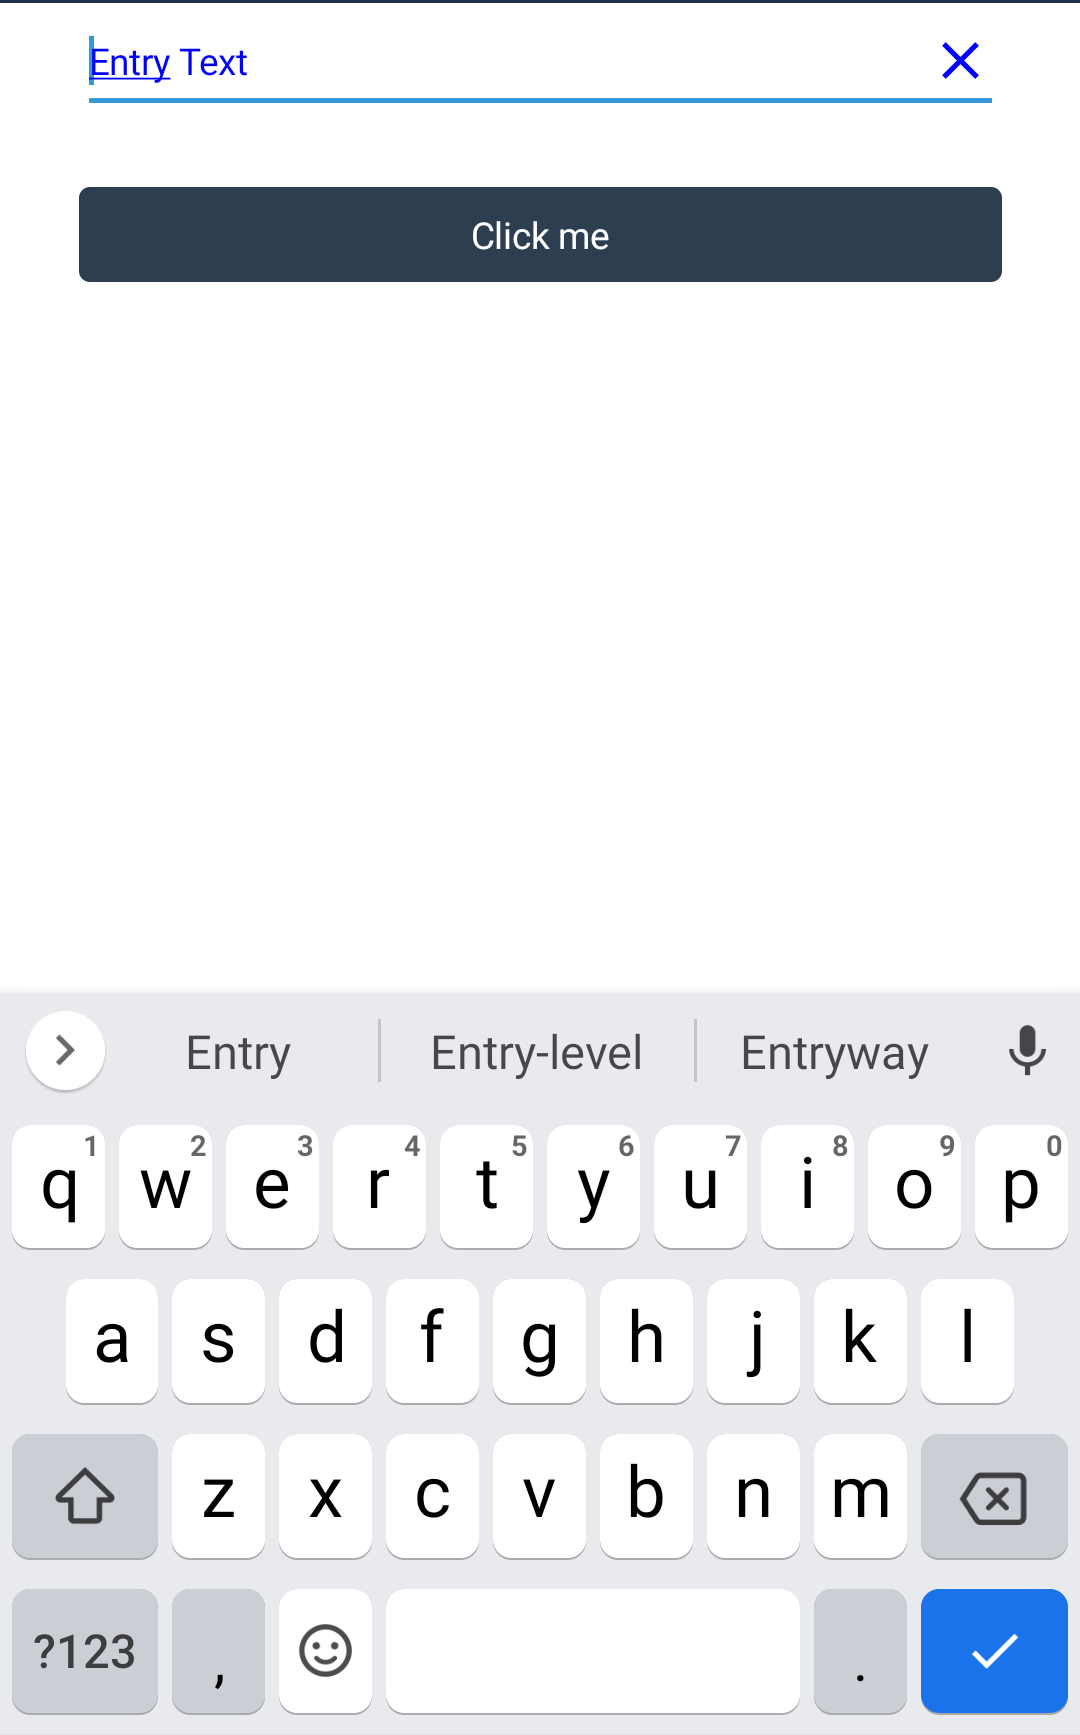 Entry Text
Click me
Entry Entry-level Entryway
q 1 w 2 e 3 r 4 t 5 y 6 u 7 i 8 o 9 p 0
a s d f g h j k l
z x c v b n m
?123 , .